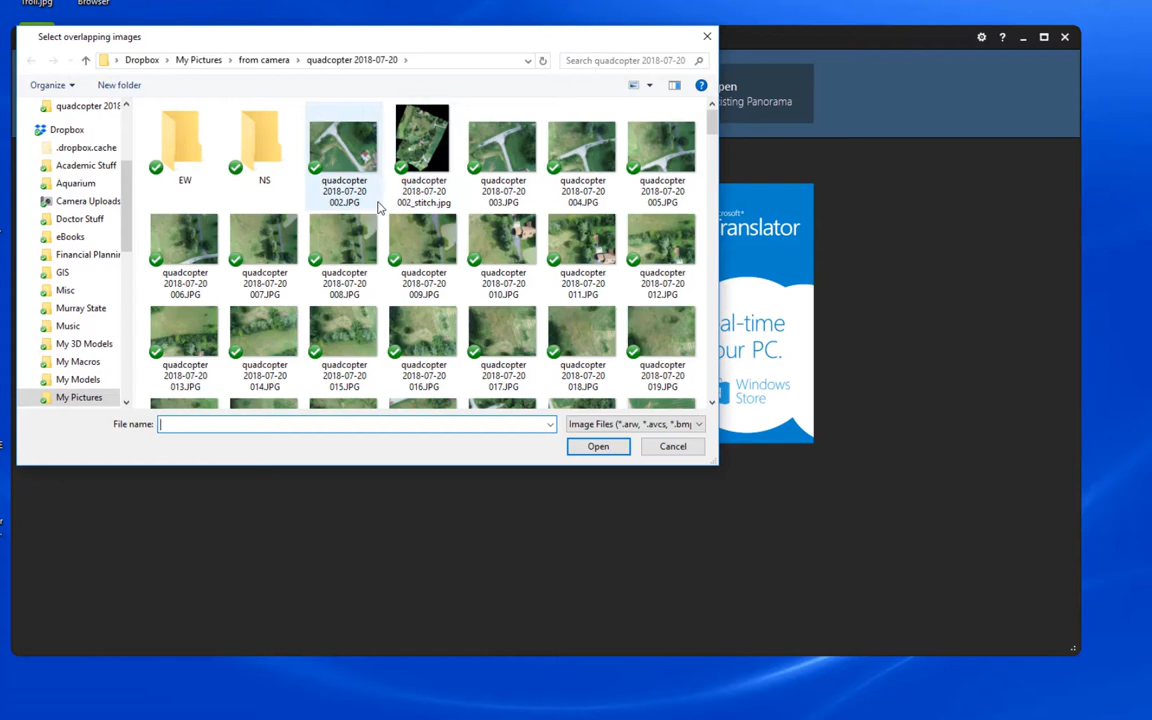 Troll.jpg
Browser
Select overlapping images
Dropbox > My Pictures > from camera > quadcopter 2018-07-20 >
Search quadcopter 2018-07-20
Organize
New folder
quadcopter 2018
Dropbox
.dropbox.cache
Academic Stuff
Aquarium
Camera Uploads
Doctor Stuff
eBooks
Financial Plannin
GIS
Misc
Murray State
Music
My 3D Models
My Macros
My Models
My Pictures
EW
NS
quadcopter 2018-07-20 002.JPG
quadcopter 2018-07-20 002_stitch.jpg
quadcopter 2018-07-20 003.JPG
quadcopter 2018-07-20 004.JPG
quadcopter 2018-07-20 005.JPG
quadcopter 2018-07-20 006.JPG
quadcopter 2018-07-20 007.JPG
quadcopter 2018-07-20 008.JPG
quadcopter 2018-07-20 009.JPG
quadcopter 2018-07-20 010.JPG
quadcopter 2018-07-20 011.JPG
quadcopter 2018-07-20 012.JPG
quadcopter 2018-07-20 013.JPG
quadcopter 2018-07-20 014.JPG
quadcopter 2018-07-20 015.JPG
quadcopter 2018-07-20 016.JPG
quadcopter 2018-07-20 017.JPG
quadcopter 2018-07-20 018.JPG
quadcopter 2018-07-20 019.JPG
File name:
Image Files (*.arw, *.avcs, *.bmp
Open
Cancel
pen
isting Panorama
rosoft®
ranslator
al-time
our PC.
Windows
Store